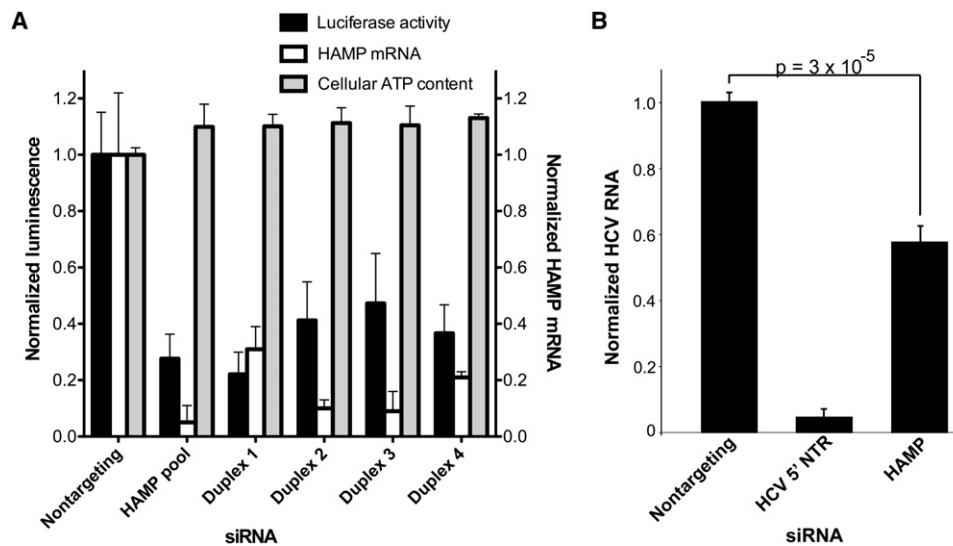 A
Luciferase activity
HAMP mRNA
Cellular ATP content
Normalized luminescence
1.2
1.0
0.8
0.6
0.4
0.2
0.0
1.2
1.0
0.8
0.6
0.4
0.2
0.0
Normalized HAMP mRNA
Nontargeting
HAMP pool
Duplex 1
Duplex 2
Duplex 3
Duplex 4
siRNA
B
p = 3 x 10-5
Normalized HCV RNA
1.0
0.8
0.6
0.4
0.2
0
Nontargeting
HCV 5' NTR
HAMP
siRNA